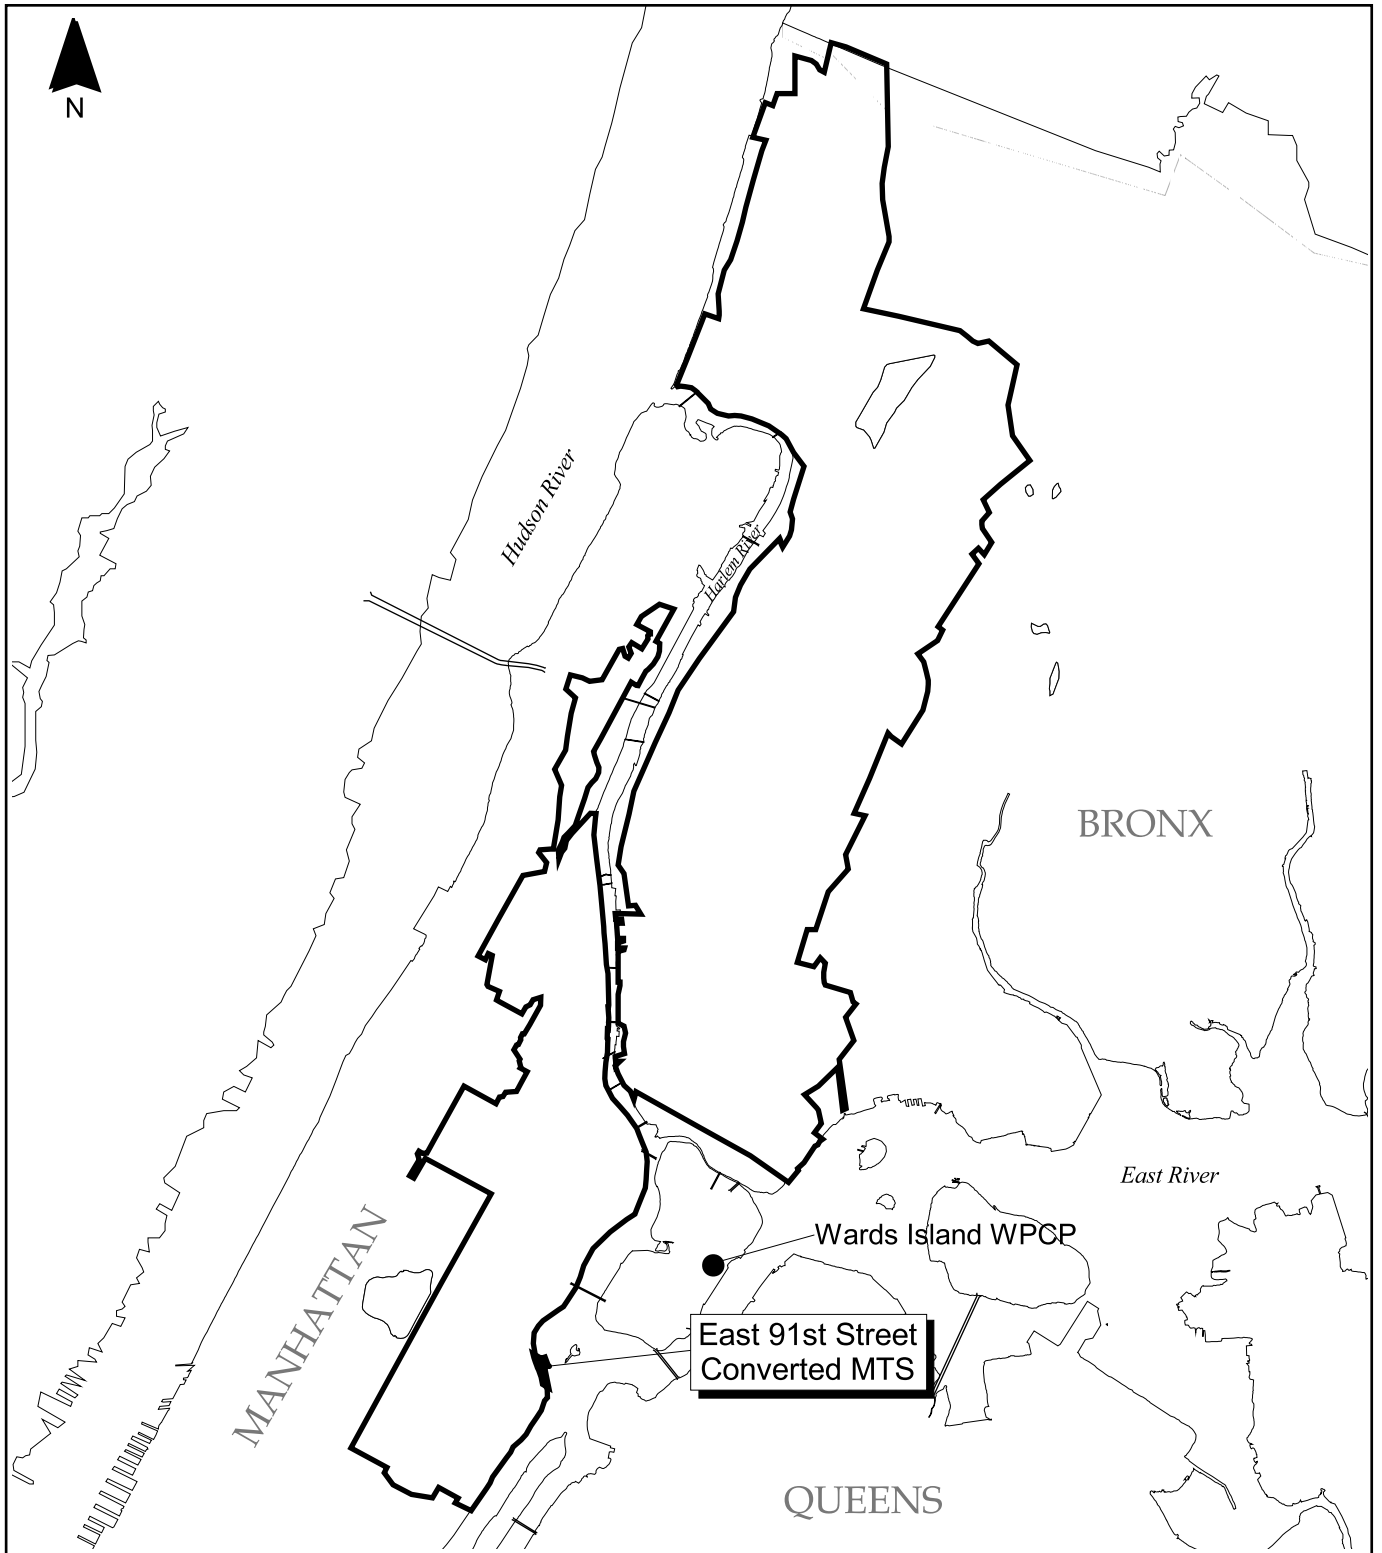 N
Hudson River
Harlem River
BRONX
East River
Wards Island WPCP
MANHATTAN
East 91st Street
Converted MTS
QUEENS